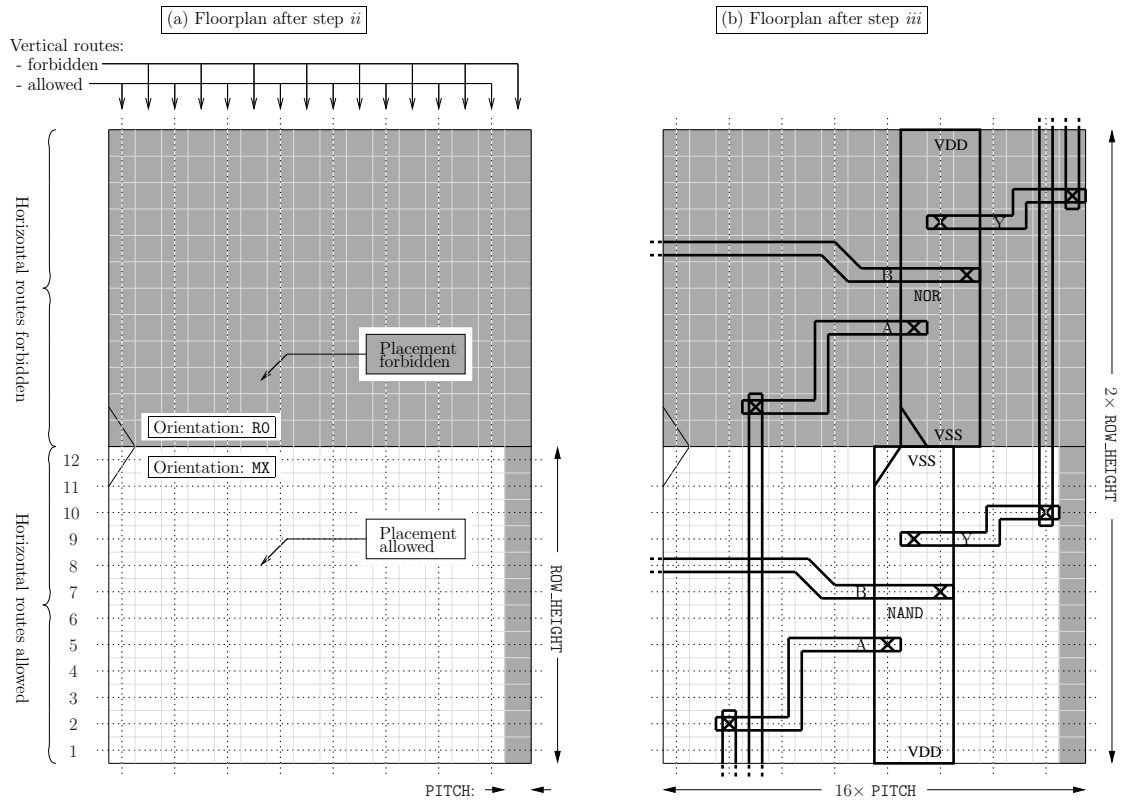 (a) Floorplan after step ii
(b) Floorplan after step iii
Vertical routes:
- forbidden
- allowed
Horizontal routes forbidden
Placement
forbidden
Orientation: R0
Orientation: MX
12
11
10
9
8
7
6
5
4
3
2
1
Horizontal routes allowed
Placement
allowed
ROW_HEIGHT
PITCH:
VDD
Y
B
NOR
A
VSS
VSS
Y
B
NAND
A
VDD
2× ROW_HEIGHT
16× PITCH